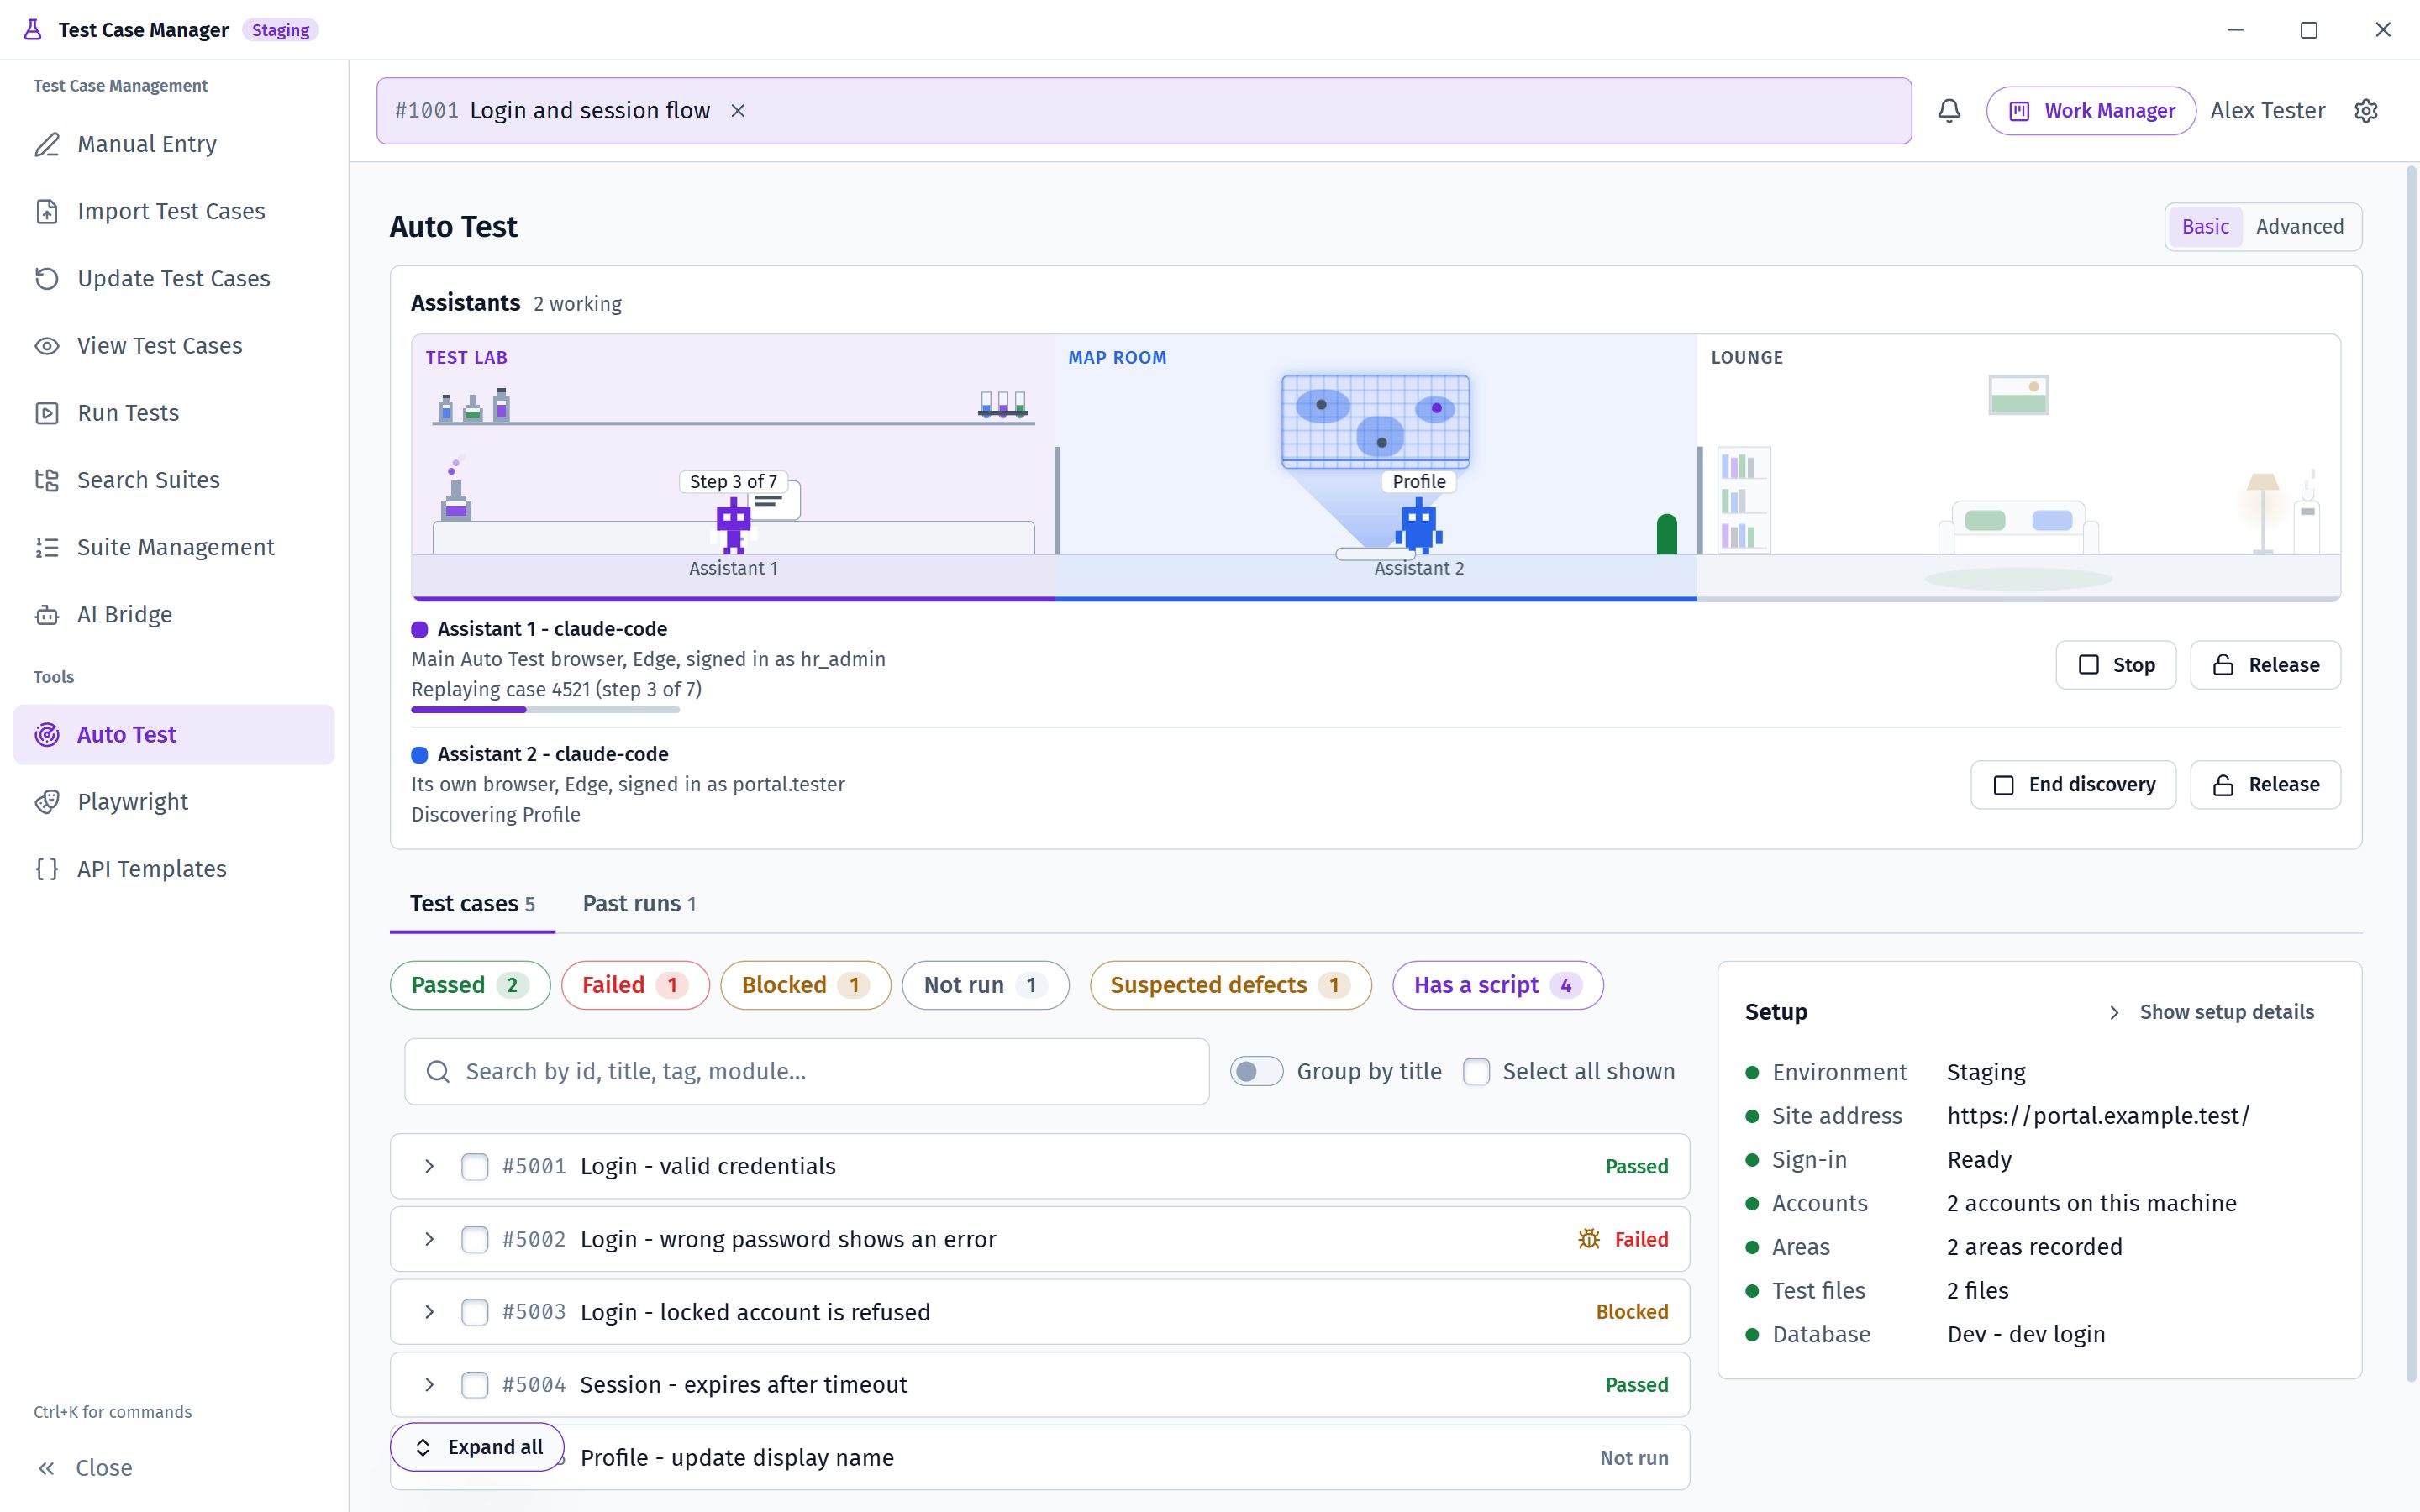 Test Case Manager Staging
Test Case Management
Manual Entry
Import Test Cases
Update Test Cases
View Test Cases
Run Tests
Search Suites
Suite Management
AI Bridge
Tools
Auto Test
Playwright
API Templates
Ctrl+K for commands
Close
#1001 Login and session flow
Work Manager
Alex Tester
Auto Test
Basic Advanced
Assistants 2 working
TEST LAB
MAP ROOM
LOUNGE
Step 3 of 7
Profile
Assistant 1
Assistant 2
Assistant 1 - claude-code
Main Auto Test browser, Edge, signed in as hr_admin
Replaying case 4521 (step 3 of 7)
Stop
Release
Assistant 2 - claude-code
Its own browser, Edge, signed in as portal.tester
Discovering Profile
End discovery
Release
Test cases 5
Past runs 1
Passed 2
Failed 1
Blocked 1
Not run 1
Suspected defects 1
Has a script 4
Search by id, title, tag, module...
Group by title
Select all shown
#5001 Login - valid credentials Passed
#5002 Login - wrong password shows an error Failed
#5003 Login - locked account is refused Blocked
#5004 Session - expires after timeout Passed
Expand all
Profile - update display name Not run
Setup
Show setup details
Environment Staging
Site address https://portal.example.test/
Sign-in Ready
Accounts 2 accounts on this machine
Areas 2 areas recorded
Test files 2 files
Database Dev - dev login